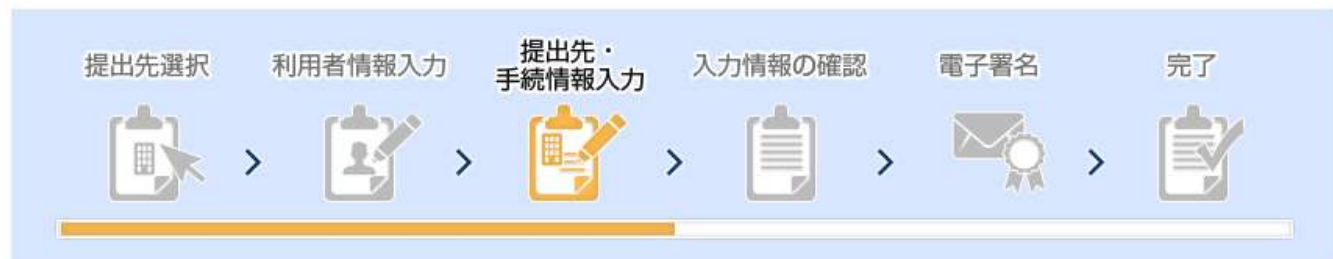 提出先選択
利用者情報入力
提出先・
手続情報入力
入力情報の確認
電子署名
完了